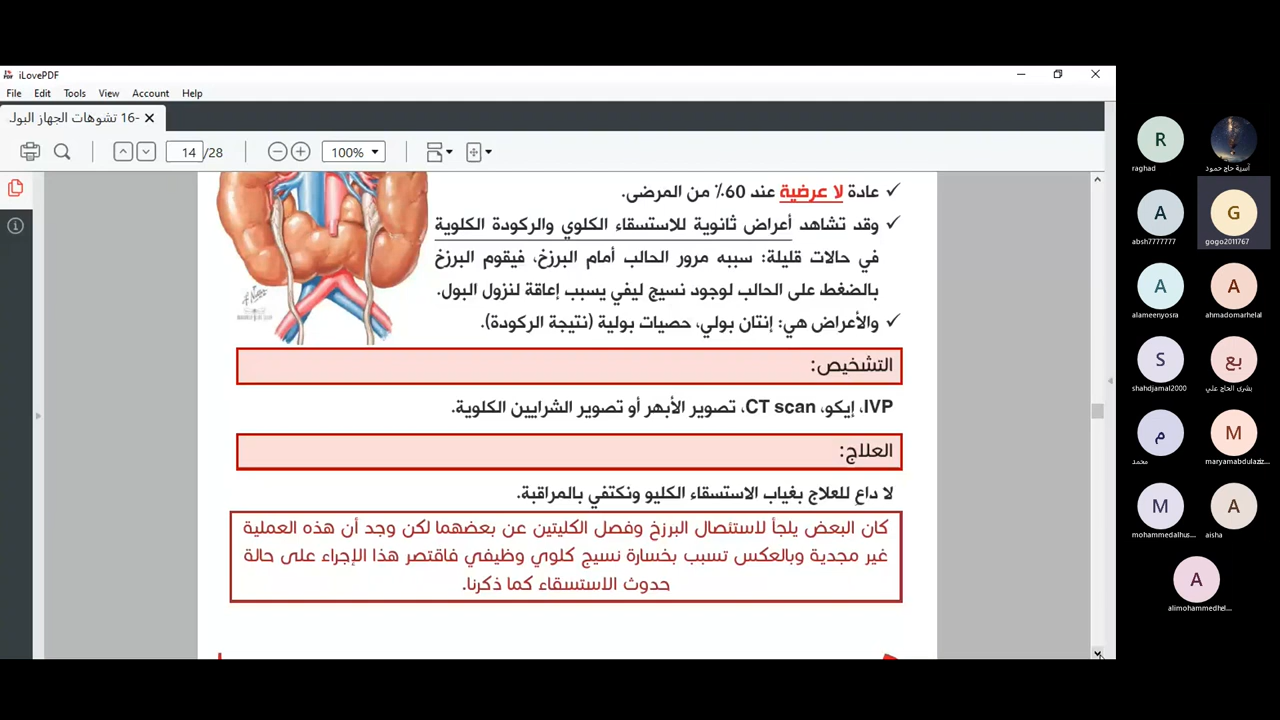 iLovePDF
File Edit Tools View Account Help
16- تشوهات الجهاز البول
14 /28
100%
عادة لا عرضية عند 60٪ من المرضى.
وقد تشاهد أعراض ثانوية للاستسقاء الكلوي والركودة الكلوية
في حالات قليلة: سببه مرور الحالب أمام البرزخ، فيقوم البرزخ
بالضغط على الحالب لوجود نسيج ليفي يسبب إعاقة لنزول البول.
والأعراض هي: إنتان بولي، حصيات بولية (نتيجة الركودة).
التشخيص:
IVP، إيكو، CT scan، تصوير الأبهر أو تصوير الشرايين الكلوية.
العلاج:
لا داع للعلاج بغياب الاستسقاء الكليو ونكتفي بالمراقبة.
كان البعض يلجأ لاستئصال البرزخ وفصل الكليتين عن بعضهما لكن وجد أن هذه العملية
غير مجدية وبالعكس تسبب بخسارة نسيج كلوي وظيفي فاقتصر هذا الإجراء على حالة
حدوث الاستسقاء كما ذكرنا.
R
raghad
آسية حاج حمود
A
absh7777777
G
gogo2011767
A
alameenyosra
A
ahmadomarhelal
S
shahdjamal2000
بع
بشرى الحاج علي
م
محمد
M
maryamabdulaziz...
M
mohammedalhus...
A
aisha
A
alimohammedhel...